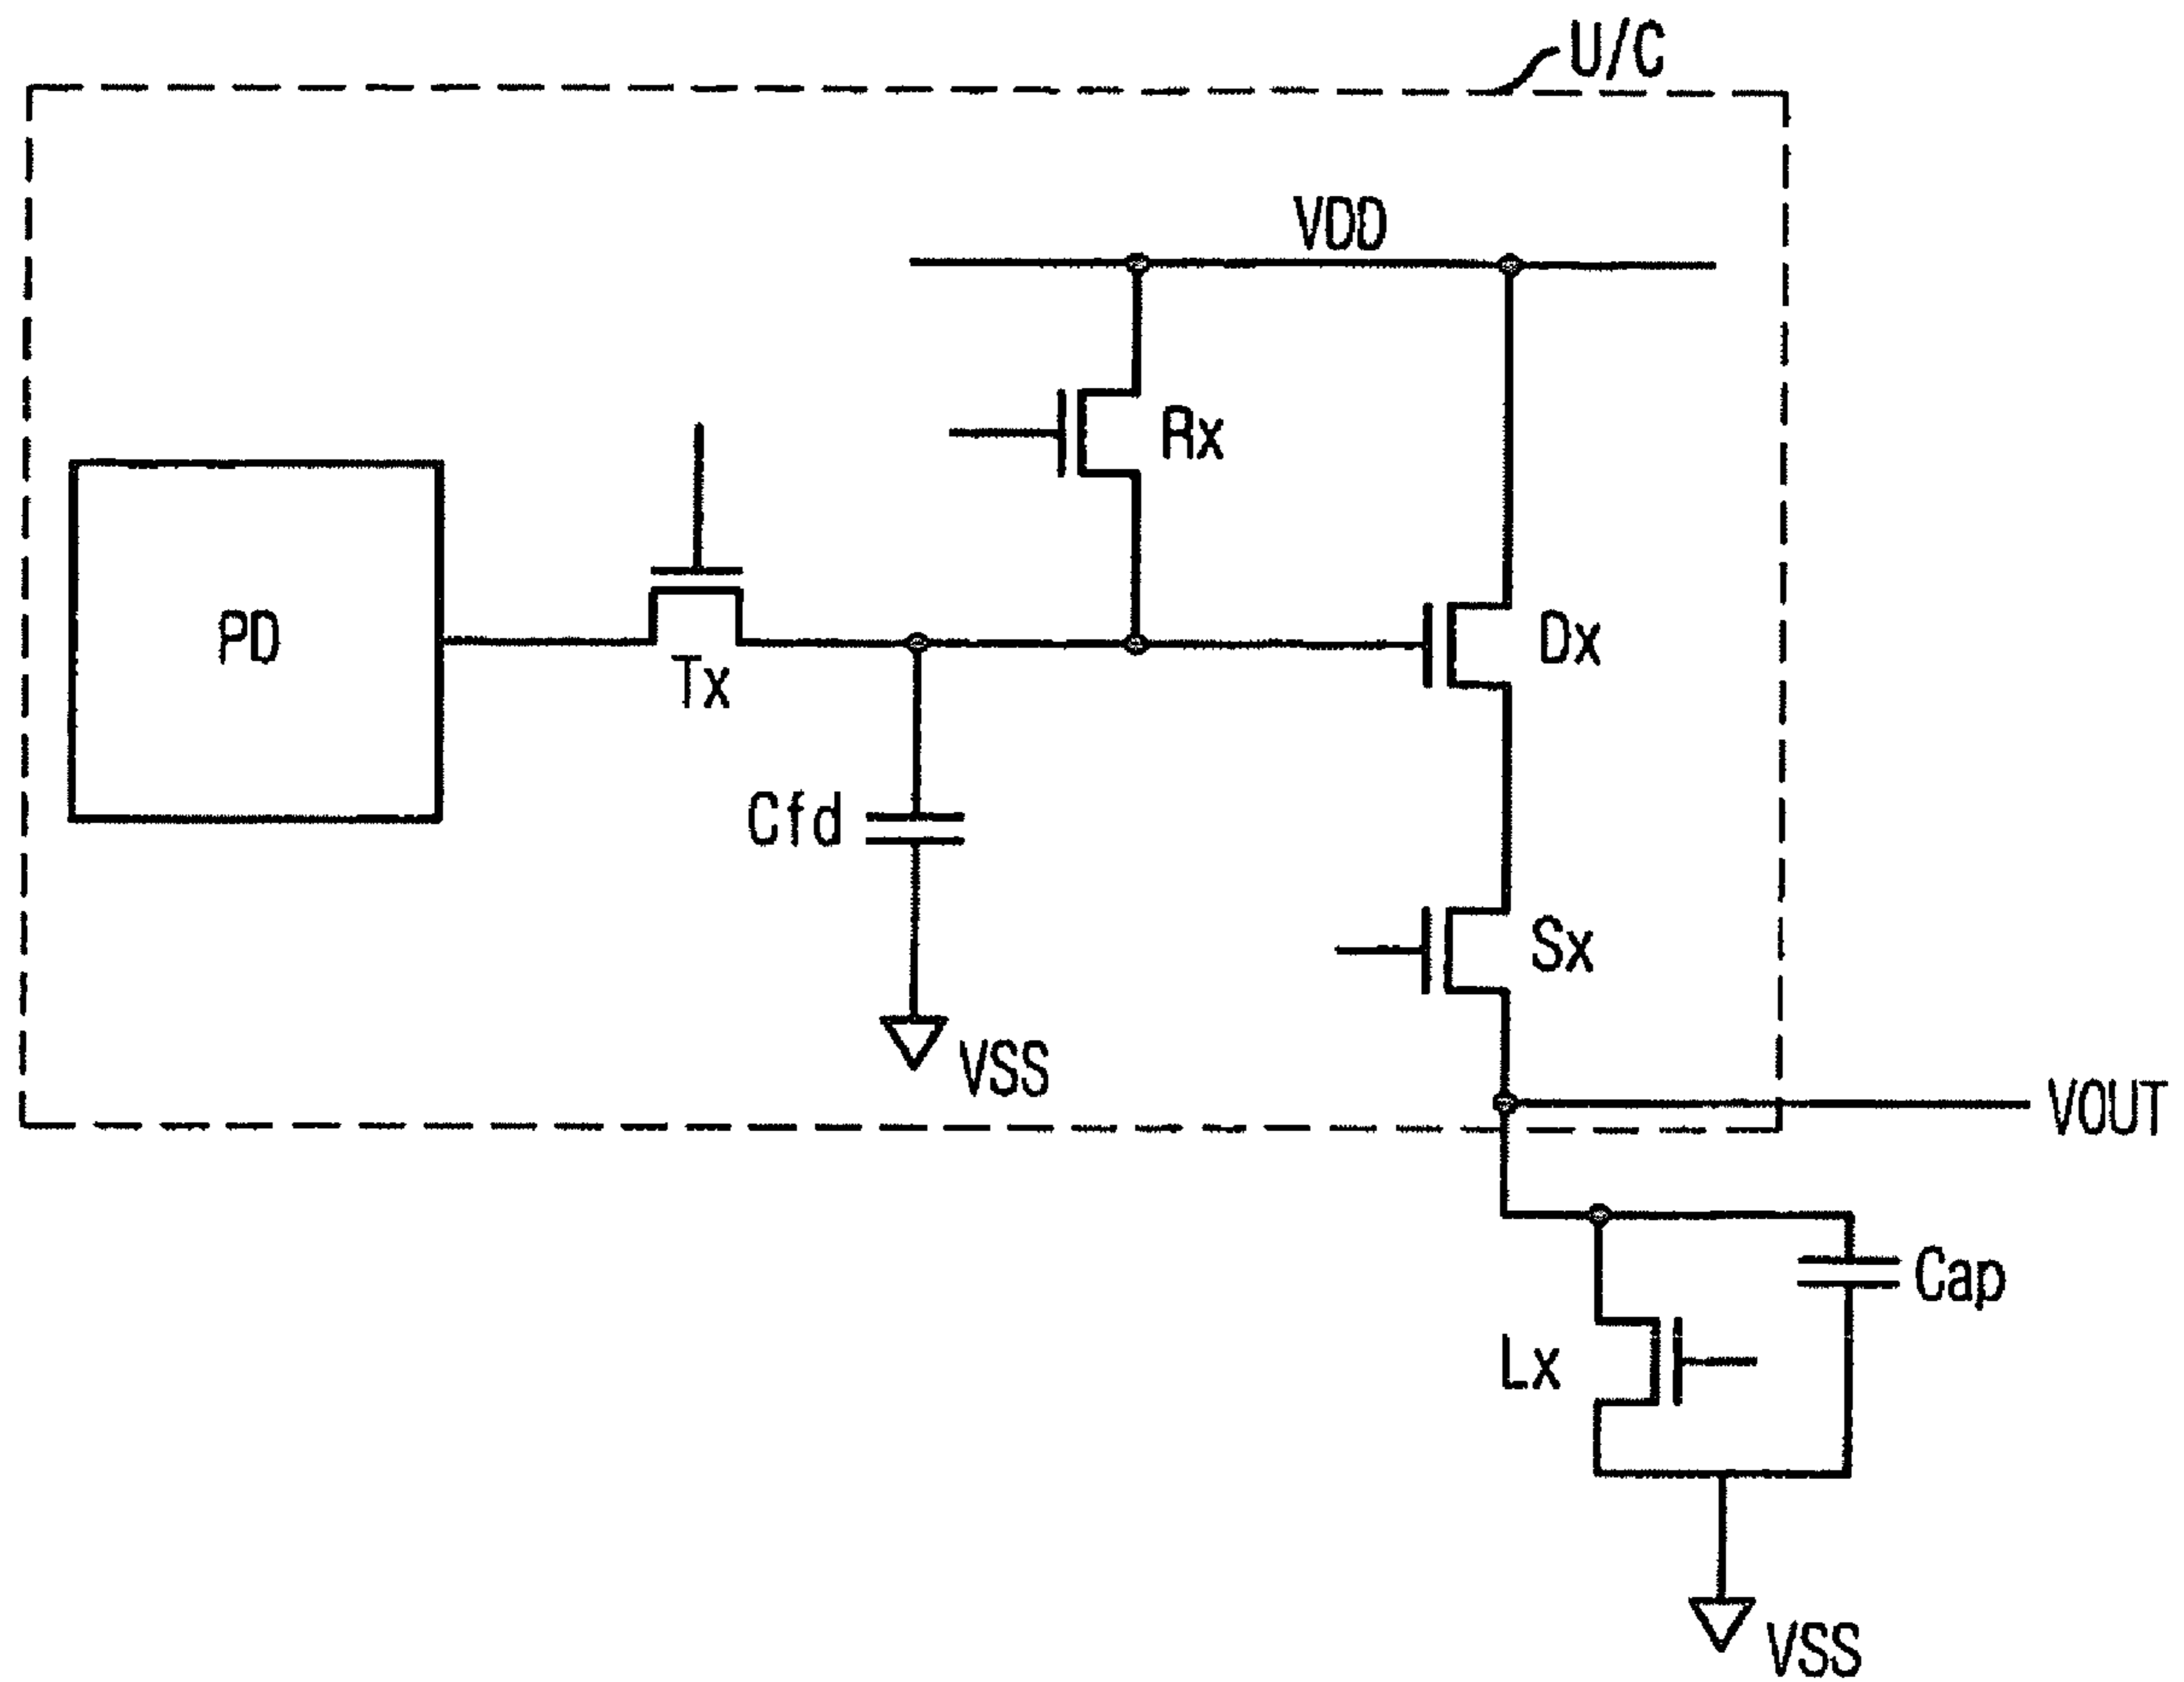 U/C
VDD
Rx
PD
Tx
Dx
Cfd
Sx
VSS
VOUT
Cap
Lx
VSS